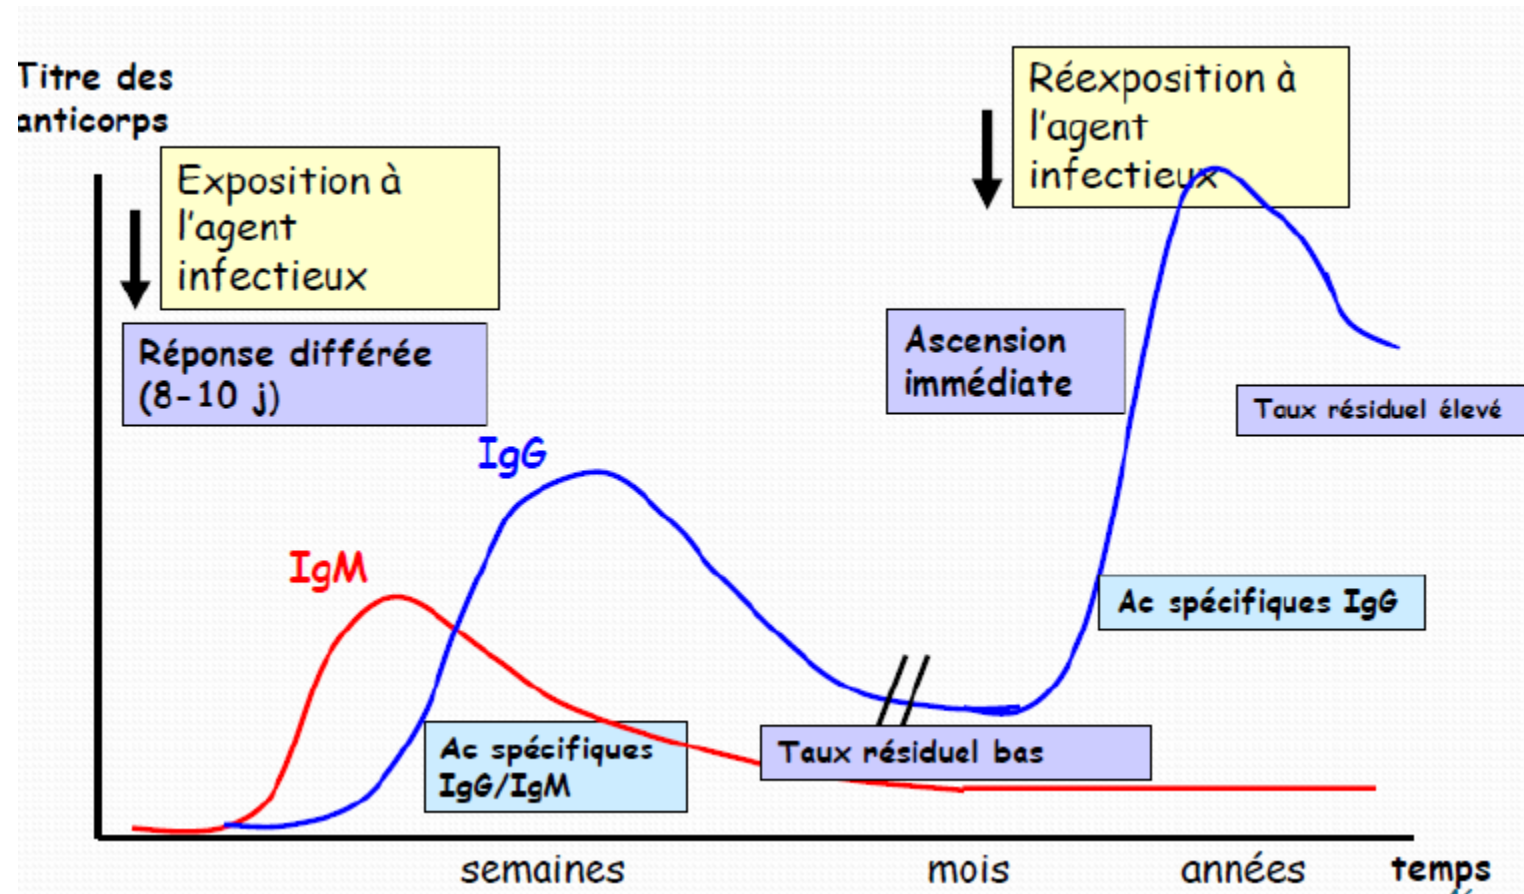 Titre des
anticorps
Exposition à
l'agent
infectieux
Réponse différée
(8-10 j)
Réexposition à
l'agent
infectieux
Ascension
immédiate
Taux résiduel élevé
IgG
IgM
Ac spécifiques IgG
Ac spécifiques
IgG/IgM
Taux résiduel bas
semaines
mois
années
temps